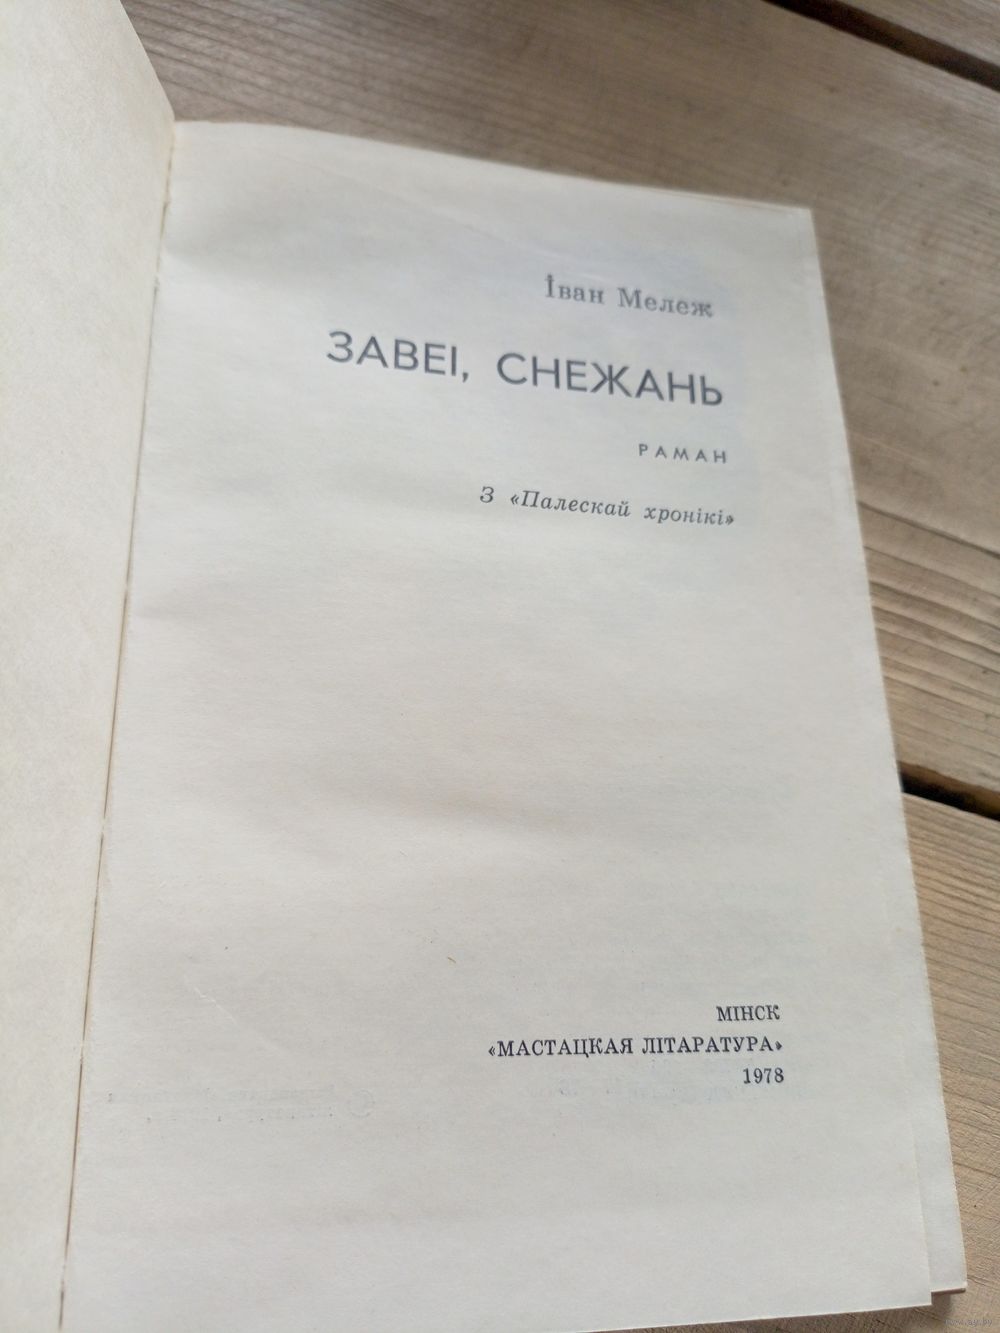 Іван Мележ
ЗАВЕІ, СНЕЖАНЬ
РАМАН
З «Палескай хронікі»
МІНСК
«МАСТАЦКАЯ ЛІТАРАТУРА»
1978